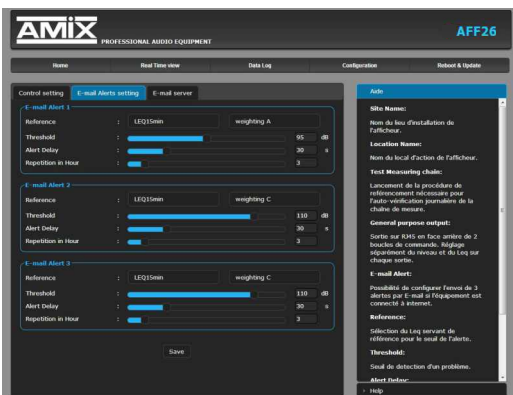 AMiX PROFESSIONAL AUDIO EQUIPMENT
AFF26
Home Real Time view Data Log Configuration Reboot & Update
Control setting E-mail Alerts setting E-mail server
E-mail Alert 1
Reference : LEQ15min weighting A
Threshold : 95 dB
Alert Delay : 30 s
Repetition in Hour : 3
E-mail Alert 2
Reference : LEQ15min weighting C
Threshold : 110 dB
Alert Delay : 30 s
Repetition in Hour : 3
E-mail Alert 3
Reference : LEQ15min weighting C
Threshold : 110 dB
Alert Delay : 30 s
Repetition in Hour : 3
Save
Aide
Site Name:
Nom du lieu d'installation de
l'afficheur.
Location Name:
Nom du local d'action de l'afficheur.
Test Measuring chain:
Lancement de la procédure de
référencement nécessaire pour
l'auto-vérification journalière de la
chaîne de mesure.
General purpose output:
Sortie sur RJ45 en face arrière de 2
boucles de commande. Réglage
séparément du niveau et du Leq sur
chaque sortie.
E-mail Alert:
Possibilité de configurer l'envoi de 3
alertes par E-mail si l'équipement est
connecté à internet.
Reference:
Sélection du Leq servant de
référence pour le seuil de l'alerte.
Threshold:
Seuil de detection d'un problème.
Alert Delay:
Help